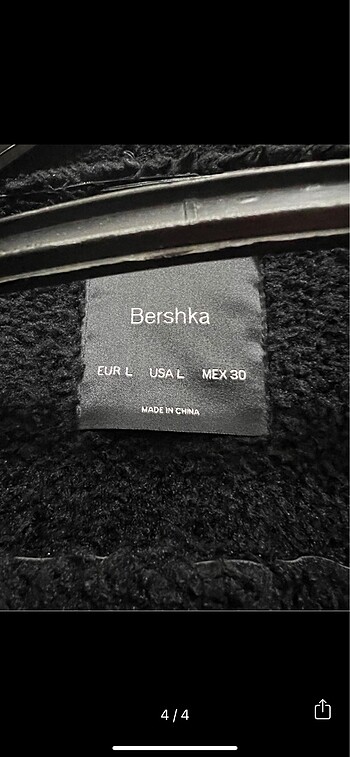 Bershka
EUR L USA L MEX 30
MADE IN CHINA
4 / 4